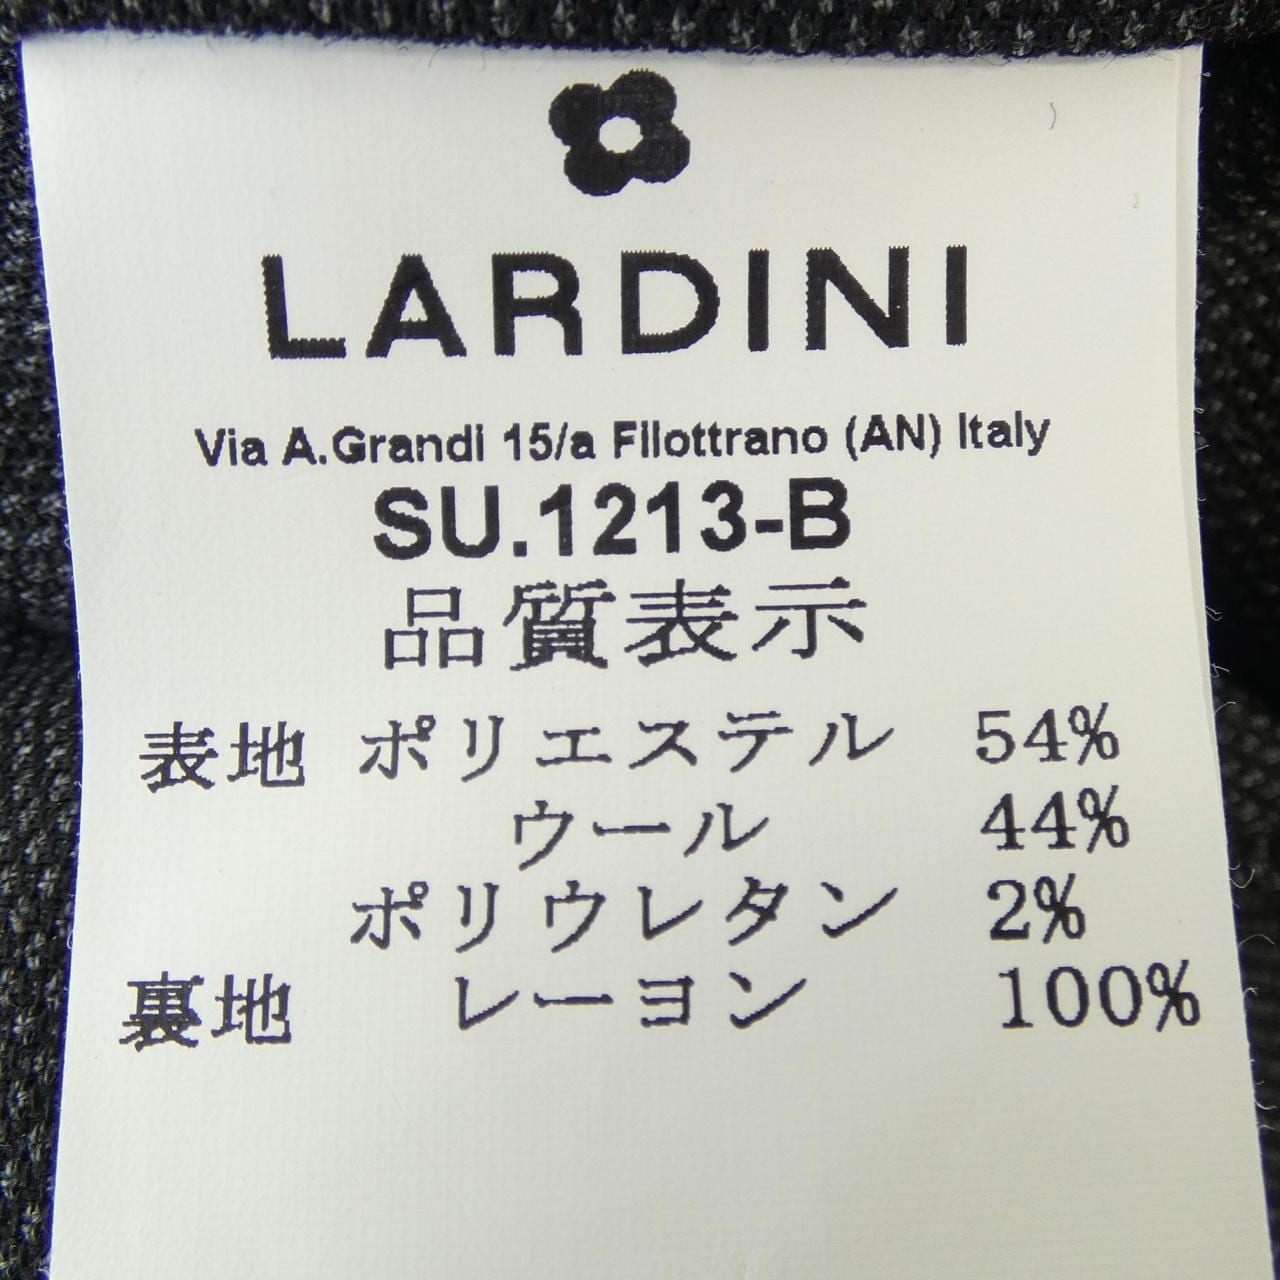 LARDINI
Via A.Grandi 15/a Filottrano (AN) Italy
SU.1213-B
品質表示
表地 ポリエステル 54%
ウール 44%
ポリウレタン 2%
裏地 レーヨン 100%